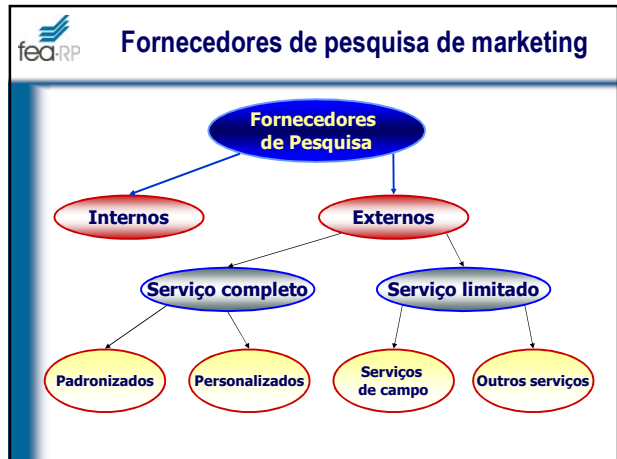 fea-RP
Fornecedores de pesquisa de marketing
Fornecedores
de Pesquisa
Internos
Externos
Serviço completo
Serviço limitado
Padronizados
Personalizados
Serviços
de campo
Outros serviços